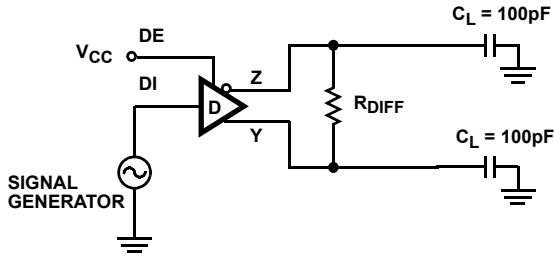 C_L = 100pF
DE
V_CC
DI
Z
D
R_DIFF
Y
C_L = 100pF
SIGNAL
GENERATOR